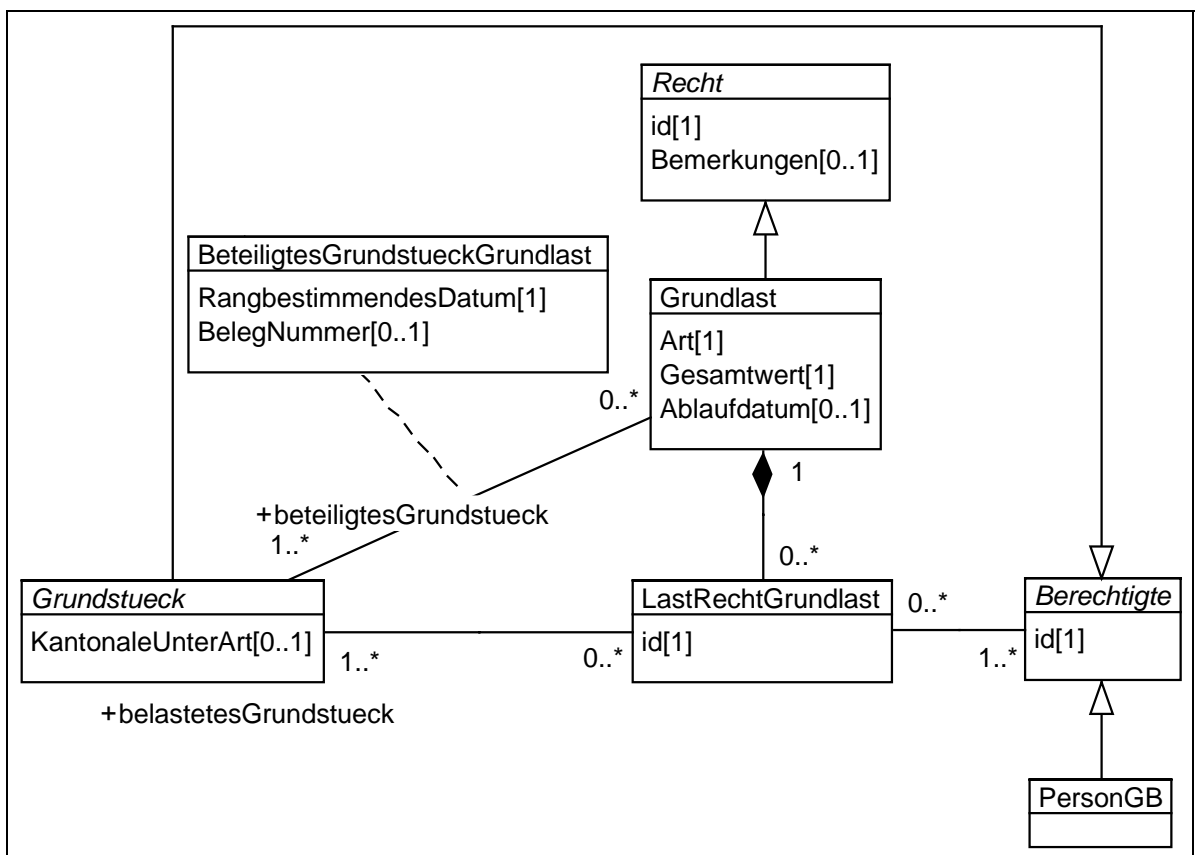 Recht
id[1]
Bemerkungen[0..1]
BeteiligtesGrundstueckGrundlast
RangbestimmendesDatum[1]
BelegNummer[0..1]
Grundlast
Art[1]
Gesamtwert[1]
Ablaufdatum[0..1]
0..*
1
+beteiligtesGrundstueck
1..*
0..*
Grundstueck
KantonaleUnterArt[0..1]
1..*
0..*
LastRechtGrundlast
id[1]
0..*
1..*
Berechtigte
id[1]
+belastetesGrundstueck
PersonGB